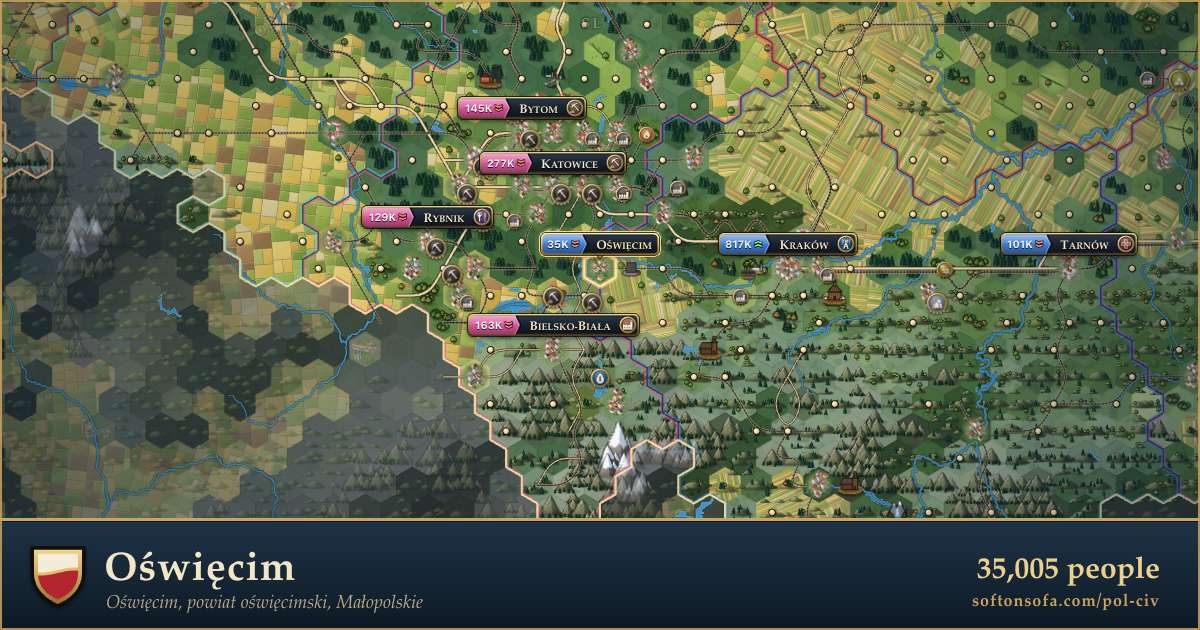 145K BYTOM
277K KATOWICE
129K RYBNIK
35K OŚWIĘCIM
817K KRAKÓW
101K TARNÓW
163K BIELSKO-BIAŁA
Oświęcim
Oświęcim, powiat oświęcimski, Małopolskie
35,005 people
softonsofa.com/pol-civ